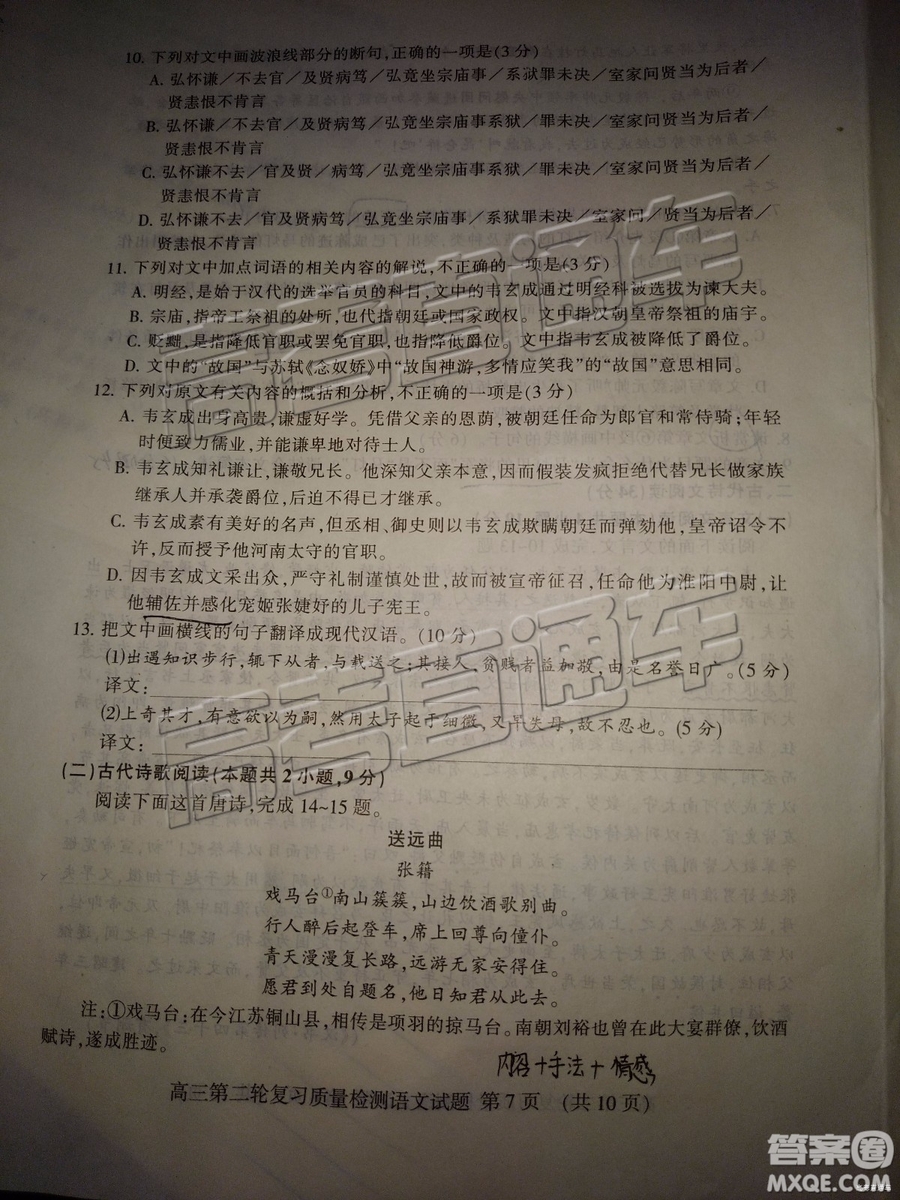 10. 下列对文中画波浪线部分的断句,正确的一项是(3分)
A. 弘怀谦／不去官／及贤病笃／弘竟坐宗庙事／系狱罪未决／室家问贤当为后者／
贤恚恨不肯言
B. 弘怀谦／不去官／及贤病笃／弘竟坐宗庙事系狱／罪未决／室家问贤当为后者／
贤恚恨不肯言
C. 弘怀谦不去／官及贤／病笃／弘竟坐宗庙事系狱／罪未决／室家问贤当为后者／
贤恚恨不肯言
D. 弘怀谦不去／官及贤病笃／弘竟坐宗庙事／系狱罪未决／室家问／贤当为后者／
贤恚恨不肯言
11. 下列对文中加点词语的相关内容的解说,不正确的一项是(3分)
A. 明经,是始于汉代的选举官员的科目,文中的韦玄成通过明经科被选拔为谏大夫。
B. 宗庙,指帝王祭祖的处所,也代指朝廷或国家政权。文中指汉朝皇帝祭祖的庙宇。
C. 贬黜,是指降低官职或罢免官职,也指降低爵位。文中指韦玄成被降低了爵位。
D. 文中的“故国”与苏轼《念奴娇》中“故国神游,多情应笑我”的“故国”意思相同。
12. 下列对原文有关内容的概括和分析,不正确的一项是(3分)
A. 韦玄成出身高贵,谦虚好学。凭借父亲的恩荫,被朝廷任命为郎官和常侍骑;年轻
时便致力儒业,并能谦卑地对待士人。
B. 韦玄成知礼谦让,谦敬兄长。他深知父亲本意,因而假装发疯拒绝代替兄长做家族
继承人并承袭爵位,后迫不得已才继承。
C. 韦玄成素有美好的名声,但丞相、御史则以韦玄成欺瞒朝廷而弹劾他,皇帝诏令不
许,反而授予他河南太守的官职。
D. 因韦玄成文采出众,严守礼制谨慎处世,故而被宣帝征召,任命他为淮阳中尉,让
他辅佐并感化宠姬张婕妤的儿子宪王。
13. 把文中画横线的句子翻译成现代汉语。(10分)
(1)出遇知识步行,辄下从者,与载送之;其接人,贫贱者益加敬,由是名誉日广。(5分)
译文:
(2)上奇其才,有意欲以为嗣,然用太子起于细微,又早失母,故不忍也。(5分)
译文:
(二)古代诗歌阅读(本题共2小题,9分)
阅读下面这首唐诗,完成14~15题。
送远曲
张籍
戏马台①南山簇簇,山边饮酒歌别曲。
行人醉后起登车,席上回尊向僮仆。
青天漫漫复长路,远游无家安得住。
愿君到处自题名,他日知君从此去。
注:①戏马台:在今江苏铜山县,相传是项羽的掠马台。南朝刘裕也曾在此大宴群僚,饮酒
赋诗,遂成胜迹。
内容+手法+情感
高三第二轮复习质量检测语文试题 第7页 (共10页)
高考直通车
高考直通车
答案圈